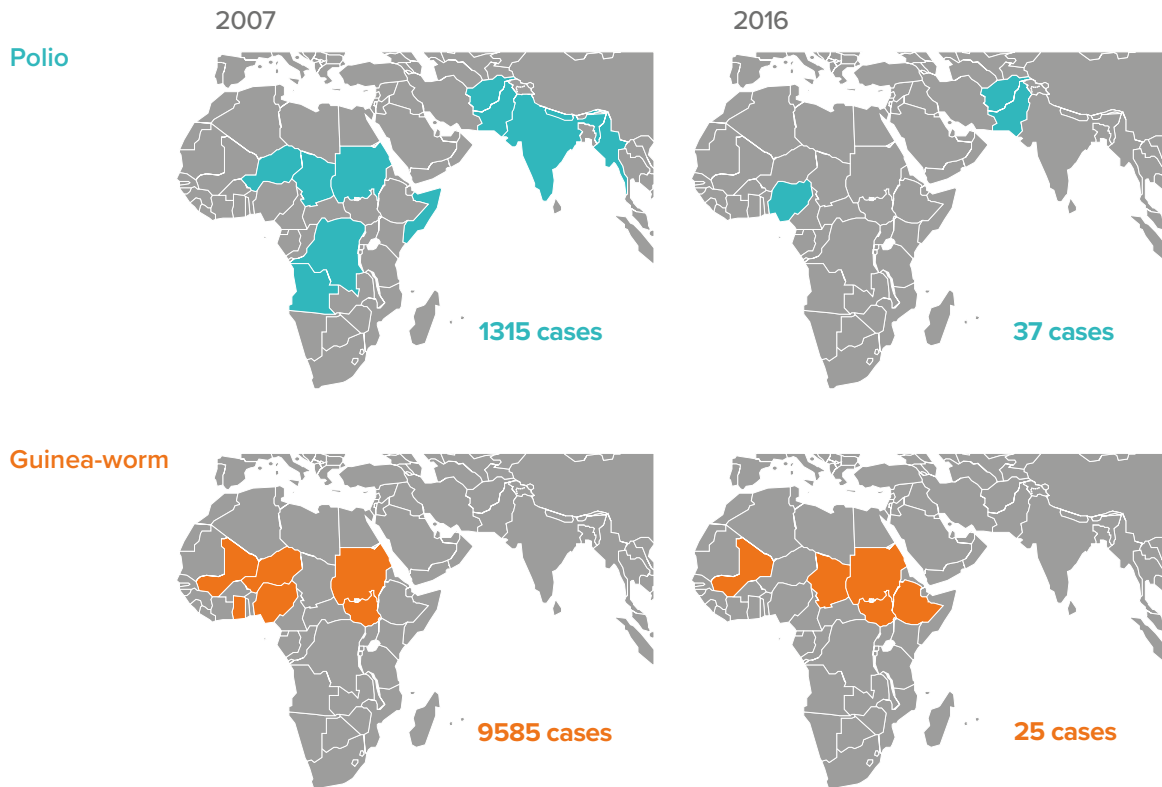 2007
2016
Polio
1315 cases
37 cases
Guinea-worm
9585 cases
25 cases